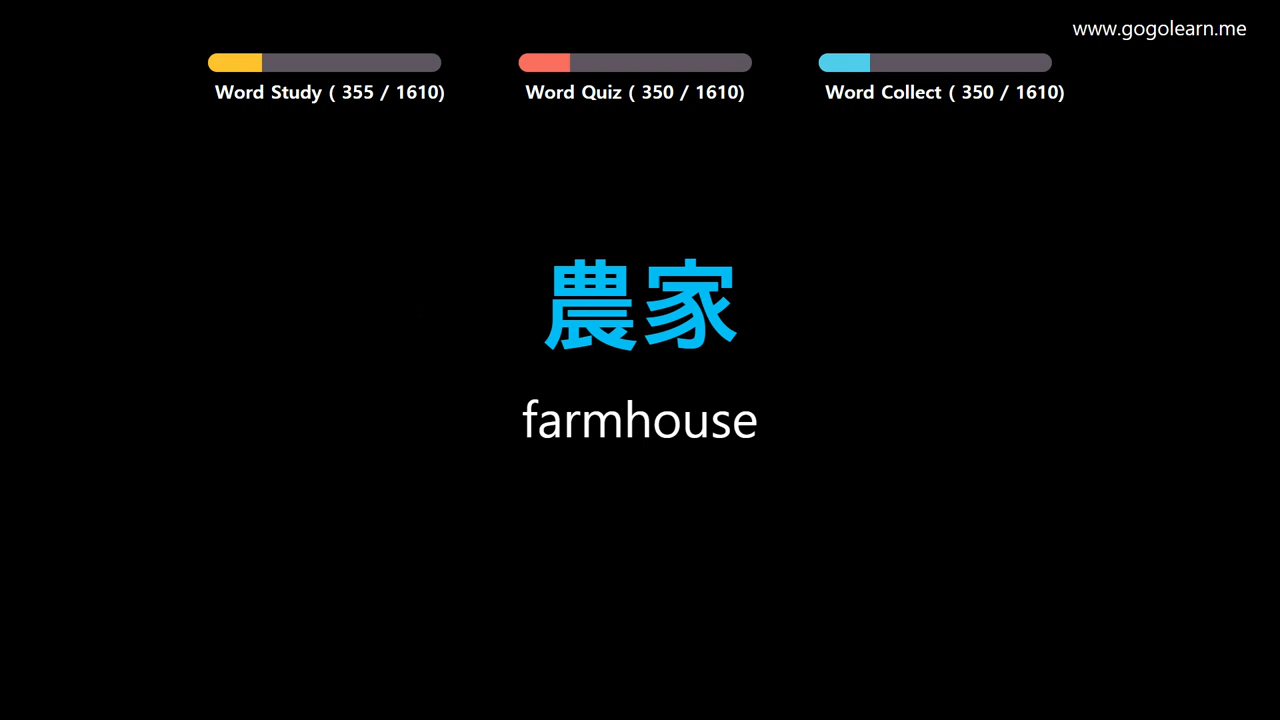 www.gogolearn.me
Word Study ( 355 / 1610)
Word Quiz ( 350 / 1610)
Word Collect ( 350 / 1610)
農家
farmhouse